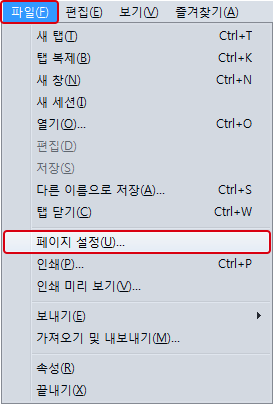 파일(F) 편집(E) 보기(V) 즐겨찾기(A)
새 탭(T) Ctrl+T
탭 복제(B) Ctrl+K
새 창(N) Ctrl+N
새 세션(I)
열기(O)... Ctrl+O
편집(D)
저장(S)
다른 이름으로 저장(A)... Ctrl+S
탭 닫기(C) Ctrl+W
페이지 설정(U)...
인쇄(P)... Ctrl+P
인쇄 미리 보기(V)...
보내기(E)
가져오기 및 내보내기(M)...
속성(R)
끝내기(X)